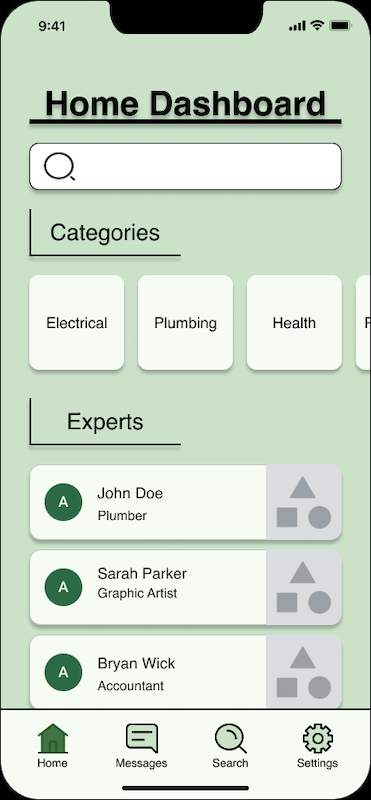 9:41
Home Dashboard
Categories
Electrical
Plumbing
Health
Experts
A
John Doe
Plumber
A
Sarah Parker
Graphic Artist
A
Bryan Wick
Accountant
Home
Messages
Search
Settings